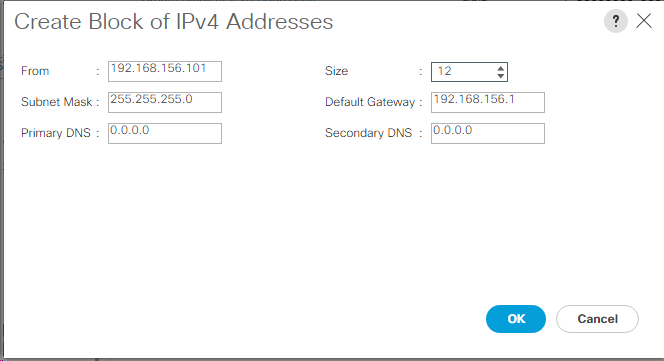 Create Block of IPv4 Addresses ?
From : 192.168.156.101 Size : 12
Subnet Mask : 255.255.255.0 Default Gateway : 192.168.156.1
Primary DNS : 0.0.0.0 Secondary DNS : 0.0.0.0
OK Cancel